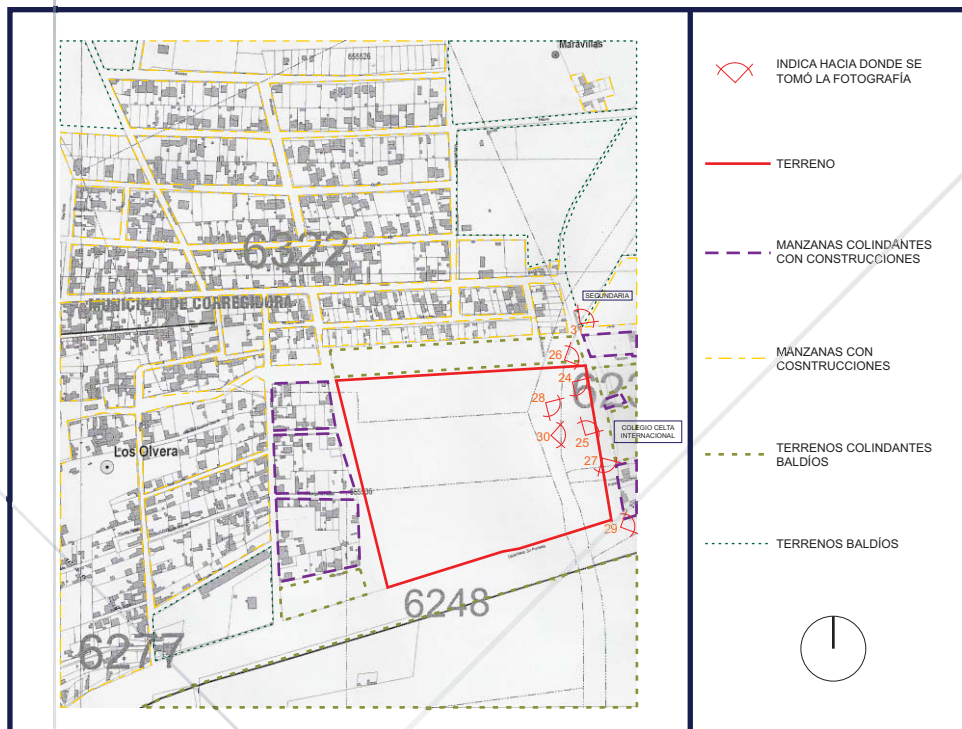 Maravillas
655526
6322
MUNICIPIO DE CORREGIDORA
SECUNDARIA
26
24
28
30
25
27
29
COLEGIO CELTA
INTERNACIONAL
Los Olvera
6248
6277
INDICA HACIA DONDE SE
TOMÓ LA FOTOGRAFÍA
TERRENO
MANZANAS COLINDANTES
CON CONSTRUCCIONES
MANZANAS CON
COSNTRUCCIONES
TERRENOS COLINDANTES
BALDÍOS
TERRENOS BALDÍOS